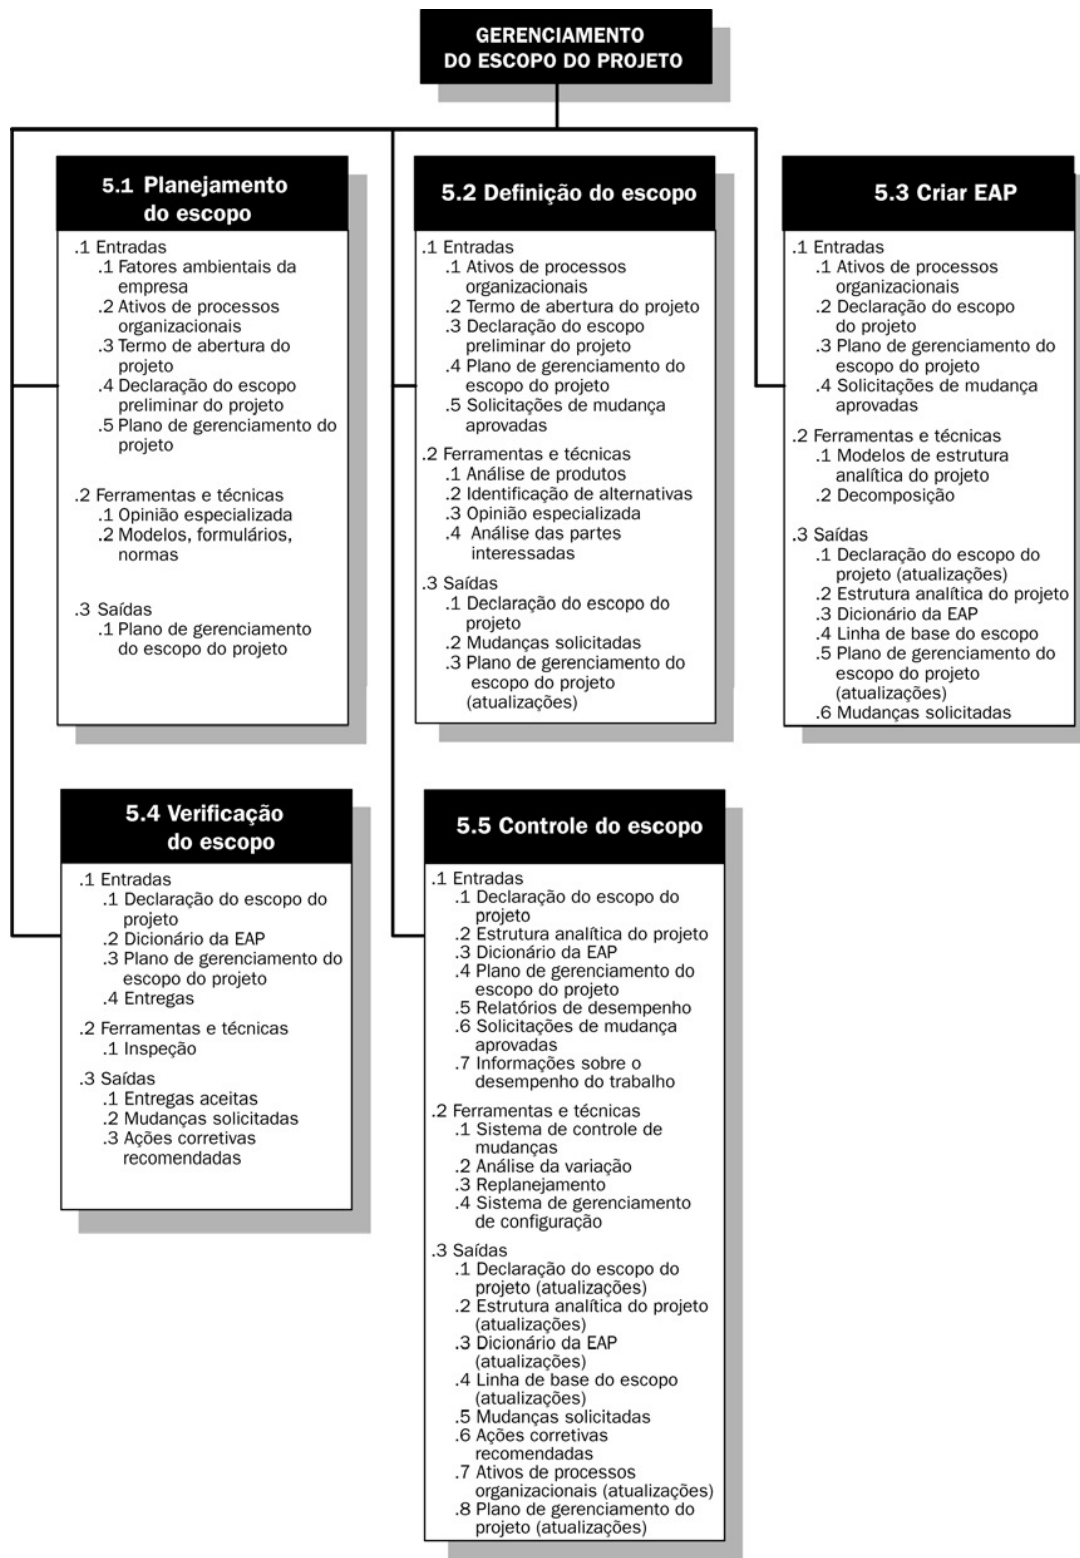 GERENCIAMENTO
DO ESCOPO DO PROJETO
5.1 Planejamento
do escopo
.1 Entradas
.1 Fatores ambientais da
empresa
.2 Ativos de processos
organizacionais
.3 Termo de abertura do
projeto
.4 Declaração do escopo
preliminar do projeto
.5 Plano de gerenciamento do
projeto
.2 Ferramentas e técnicas
.1 Opinião especializada
.2 Modelos, formulários,
normas
.3 Saídas
.1 Plano de gerenciamento
do escopo do projeto
5.2 Definição do escopo
.1 Entradas
.1 Ativos de processos
organizacionais
.2 Termo de abertura do projeto
.3 Declaração do escopo
preliminar do projeto
.4 Plano de gerenciamento do
escopo do projeto
.5 Solicitações de mudança
aprovadas
.2 Ferramentas e técnicas
.1 Análise de produtos
.2 Identificação de alternativas
.3 Opinião especializada
.4 Análise das partes
interessadas
.3 Saídas
.1 Declaração do escopo do
projeto
.2 Mudanças solicitadas
.3 Plano de gerenciamento do
escopo do projeto
(atualizações)
5.3 Criar EAP
.1 Entradas
.1 Ativos de processos
organizacionais
.2 Declaração do escopo
do projeto
.3 Plano de gerenciamento do
escopo do projeto
.4 Solicitações de mudança
aprovadas
.2 Ferramentas e técnicas
.1 Modelos de estrutura
analítica do projeto
.2 Decomposição
.3 Saídas
.1 Declaração do escopo do
projeto (atualizações)
.2 Estrutura analítica do projeto
.3 Dicionário da EAP
.4 Linha de base do escopo
.5 Plano de gerenciamento do
escopo do projeto
(atualizações)
.6 Mudanças solicitadas
5.4 Verificação
do escopo
.1 Entradas
.1 Declaração do escopo do
projeto
.2 Dicionário da EAP
.3 Plano de gerenciamento do
escopo do projeto
.4 Entregas
.2 Ferramentas e técnicas
.1 Inspeção
.3 Saídas
.1 Entregas aceitas
.2 Mudanças solicitadas
.3 Ações corretivas
recomendadas
5.5 Controle do escopo
.1 Entradas
.1 Declaração do escopo do
projeto
.2 Estrutura analítica do projeto
.3 Dicionário da EAP
.4 Plano de gerenciamento do
escopo do projeto
.5 Relatórios de desempenho
.6 Solicitações de mudança
aprovadas
.7 Informações sobre o
desempenho do trabalho
.2 Ferramentas e técnicas
.1 Sistema de controle de
mudanças
.2 Análise da variação
.3 Replanejamento
.4 Sistema de gerenciamento
de configuração
.3 Saídas
.1 Declaração do escopo do
projeto (atualizações)
.2 Estrutura analítica do projeto
(atualizações)
.3 Dicionário da EAP
(atualizações)
.4 Linha de base do escopo
(atualizações)
.5 Mudanças solicitadas
.6 Ações corretivas
recomendadas
.7 Ativos de processos
organizacionais (atualizações)
.8 Plano de gerenciamento do
projeto (atualizações)